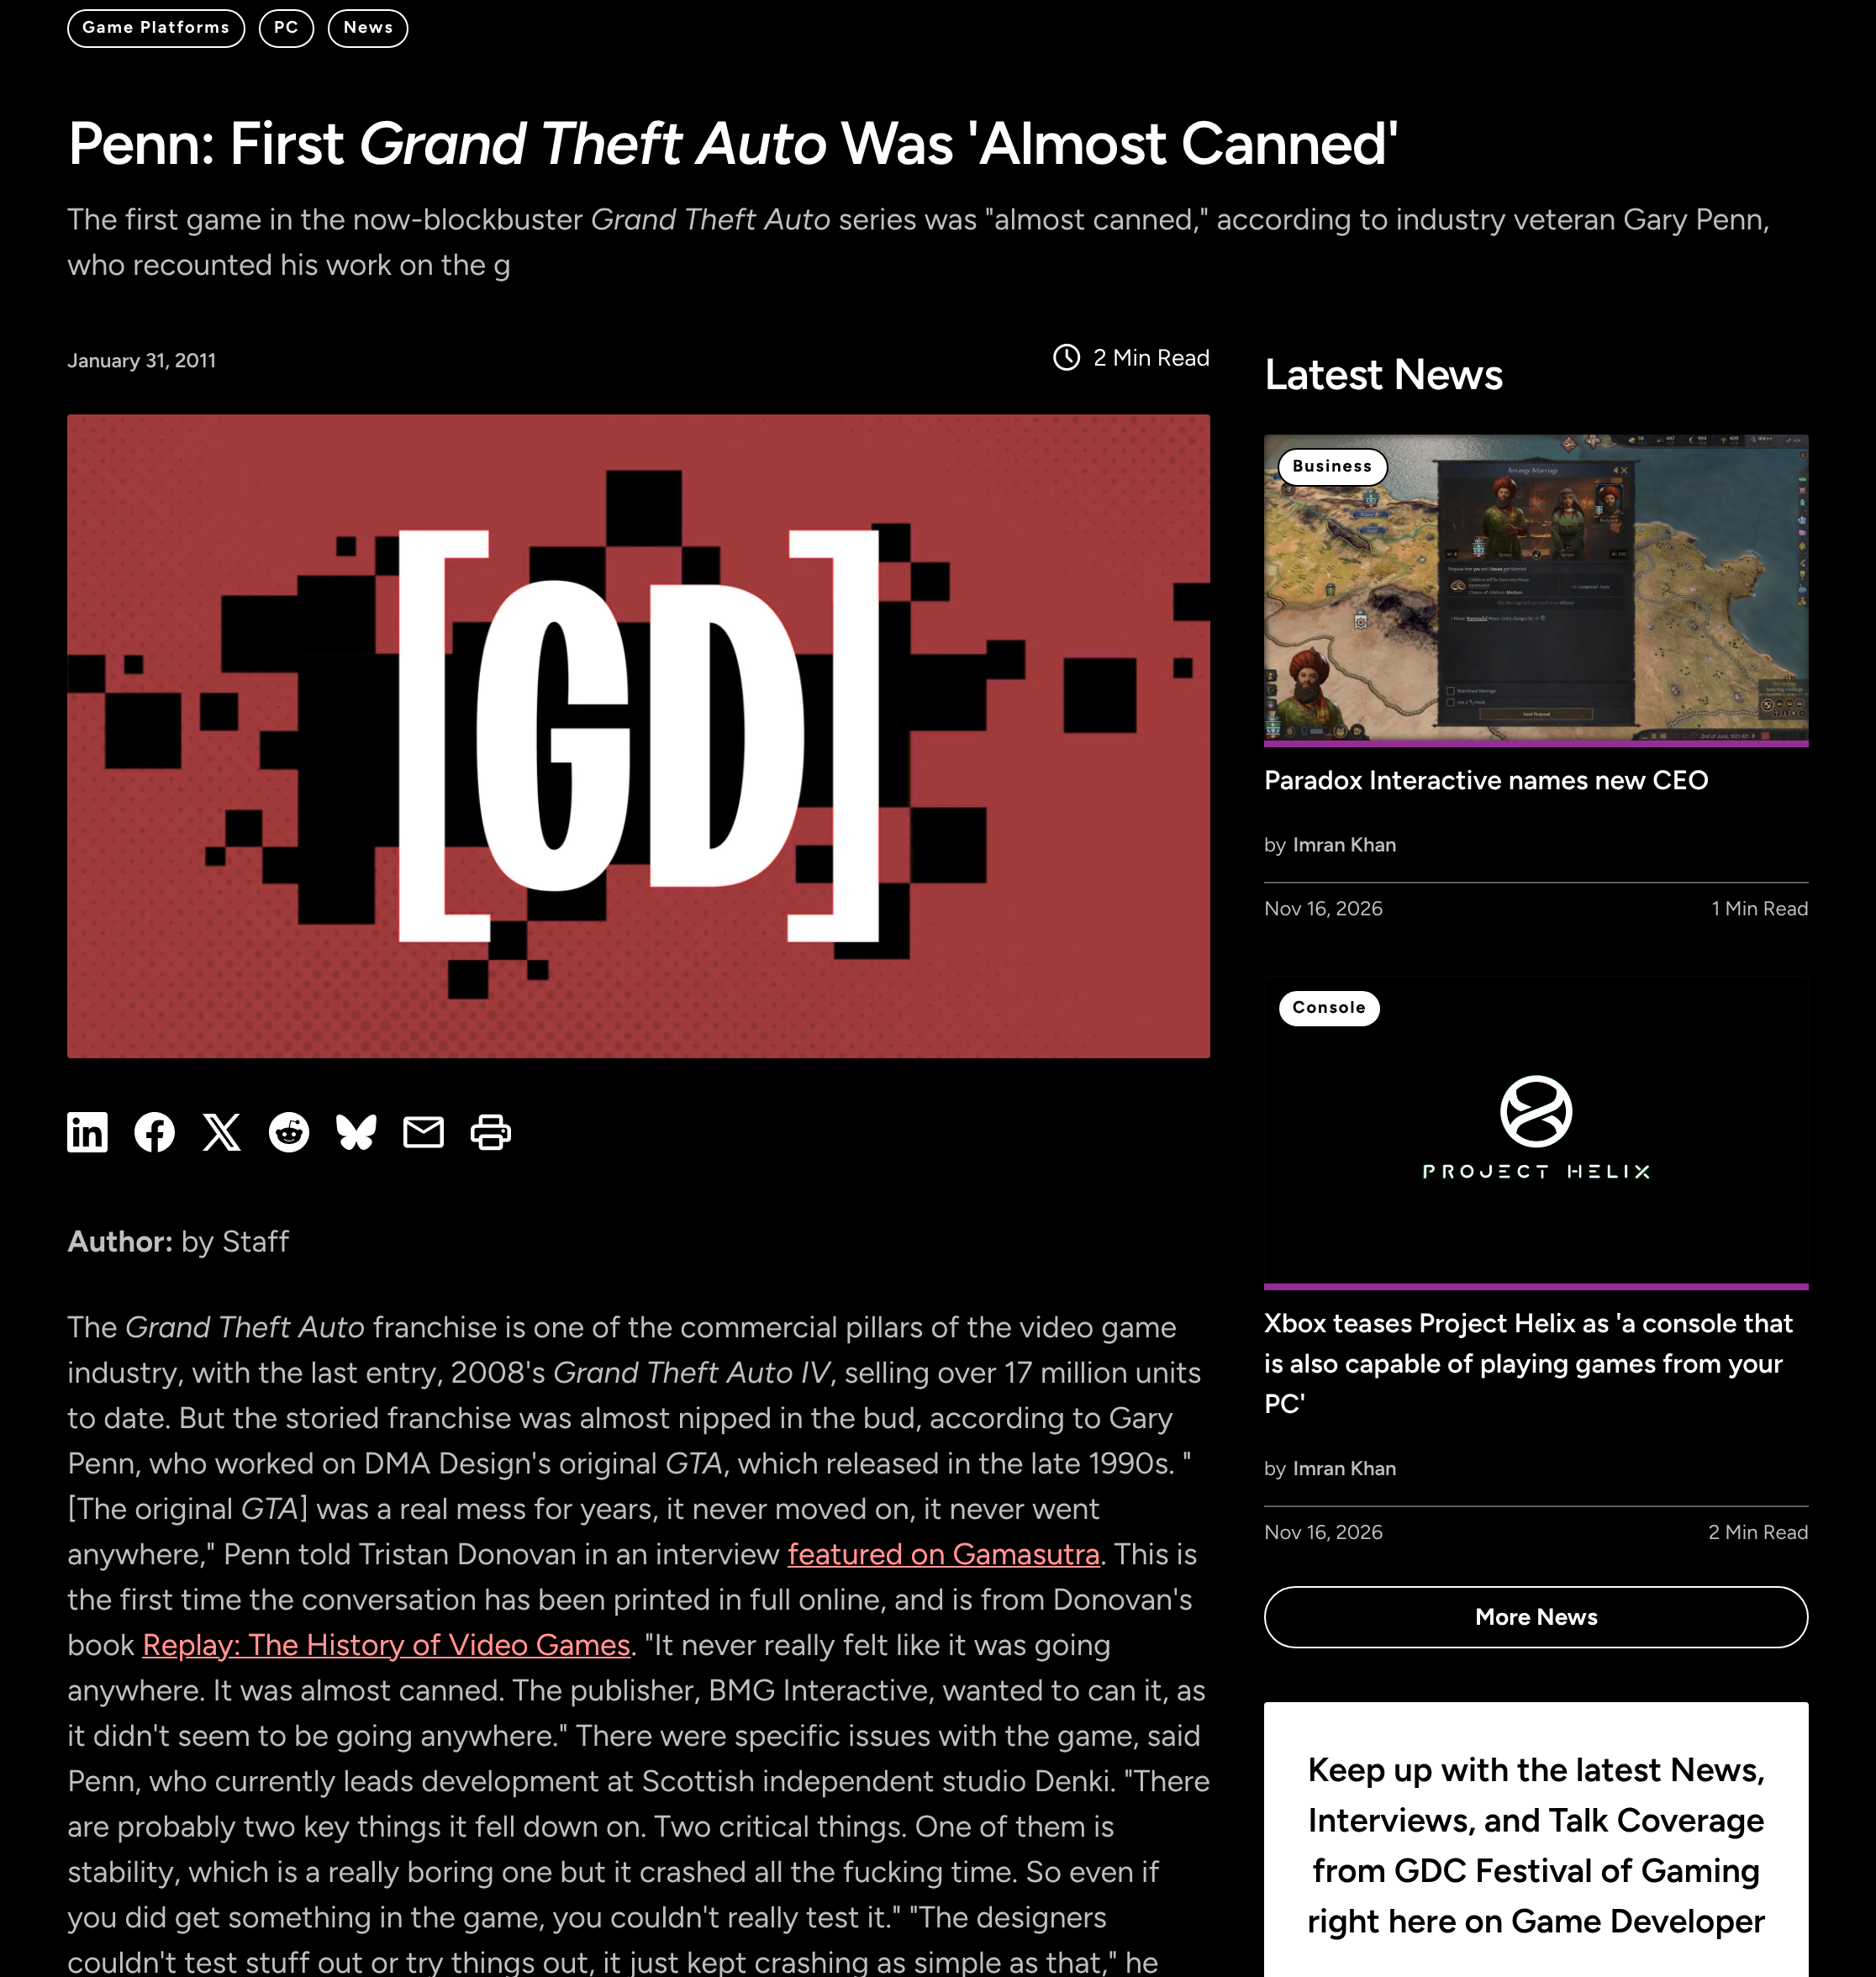 Game Platforms
PC
News
Penn: First Grand Theft Auto Was 'Almost Canned'
The first game in the now-blockbuster Grand Theft Auto series was "almost canned," according to industry veteran Gary Penn,
who recounted his work on the g
January 31, 2011
2 Min Read
[GD]
Author: by Staff
The Grand Theft Auto franchise is one of the commercial pillars of the video game
industry, with the last entry, 2008's Grand Theft Auto IV, selling over 17 million units
to date. But the storied franchise was almost nipped in the bud, according to Gary
Penn, who worked on DMA Design's original GTA, which released in the late 1990s. "
[The original GTA] was a real mess for years, it never moved on, it never went
anywhere," Penn told Tristan Donovan in an interview featured on Gamasutra. This is
the first time the conversation has been printed in full online, and is from Donovan's
book Replay: The History of Video Games. "It never really felt like it was going
anywhere. It was almost canned. The publisher, BMG Interactive, wanted to can it, as
it didn't seem to be going anywhere." There were specific issues with the game, said
Penn, who currently leads development at Scottish independent studio Denki. "There
are probably two key things it fell down on. Two critical things. One of them is
stability, which is a really boring one but it crashed all the fucking time. So even if
you did get something in the game, you couldn't really test it." "The designers
couldn't test stuff out or try things out, it just kept crashing as simple as that," he
Latest News
Business
Arrange Marriage
Send Proposal
Paradox Interactive names new CEO
by Imran Khan
Nov 16, 2026
1 Min Read
Console
PROJECT HELIX
Xbox teases Project Helix as 'a console that
is also capable of playing games from your
PC'
by Imran Khan
Nov 16, 2026
2 Min Read
More News
Keep up with the latest News,
Interviews, and Talk Coverage
from GDC Festival of Gaming
right here on Game Developer